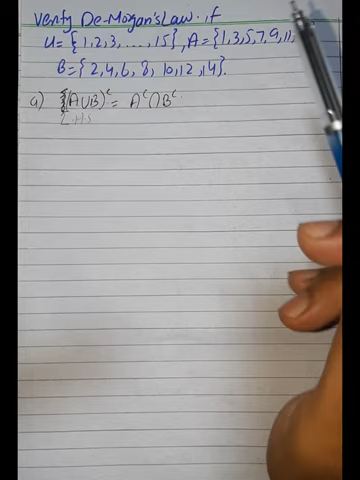 Verify De-Morgan's Law. if
U = {1,2,3, ...., 15}, A = {1,3,5,7,9,11,
B = {2,4,6, 8, 10,12,14}.
a) (A∪B)ᶜ = Aᶜ∩Bᶜ
L.H.S